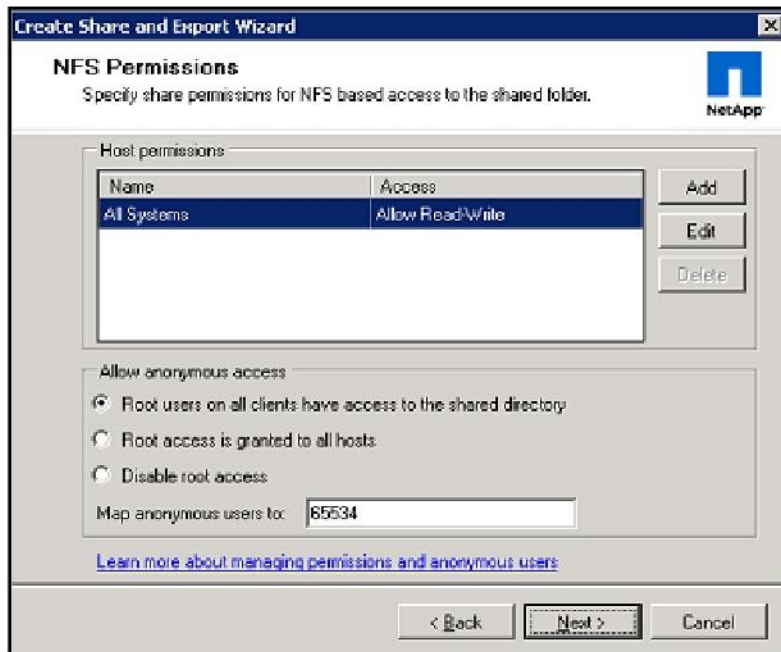 Create Share and Export Wizard
NFS Permissions
Specify share permissions for NFS based access to the shared folder.
NetApp
Host permissions
Name Access
All Systems Allow Read-Write
Add
Edit
Delete
Allow anonymous access
Root users on all clients have access to the shared directory
Root access is granted to all hosts
Disable root access
Map anonymous users to: 65534
Learn more about managing permissions and anonymous users
< Back Next > Cancel